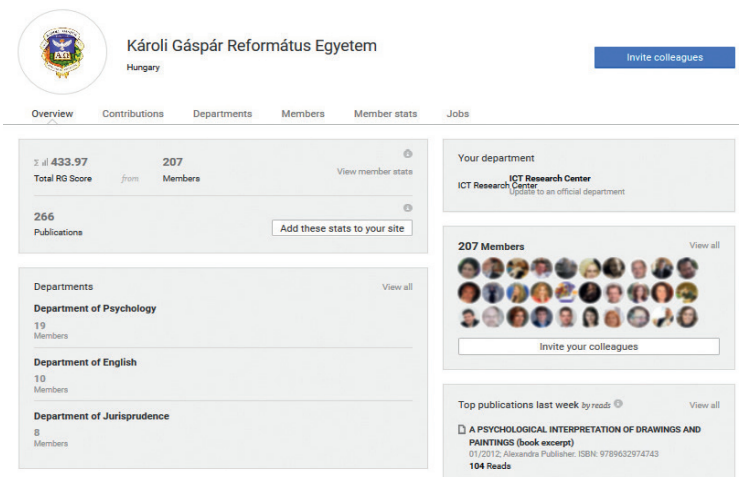 Károli Gáspár Református Egyetem
Hungary
Invite colleagues
Overview Contributions Departments Members Member stats Jobs
433.97 207
Total RG Score from Members
View member stats
266
Publications
Add these stats to your site
Departments View all
Department of Psychology
19
Members
Department of English
10
Members
Department of Jurisprudence
8
Members
Your department
ICT Research Center
ICT Research Center
Update to an official department
207 Members View all
Invite your colleagues
Top publications last week by reads View all
A PSYCHOLOGICAL INTERPRETATION OF DRAWINGS AND
PAINTINGS (book excerpt)
01/2012; Alexandra Publisher. ISBN: 9789632974743
104 Reads